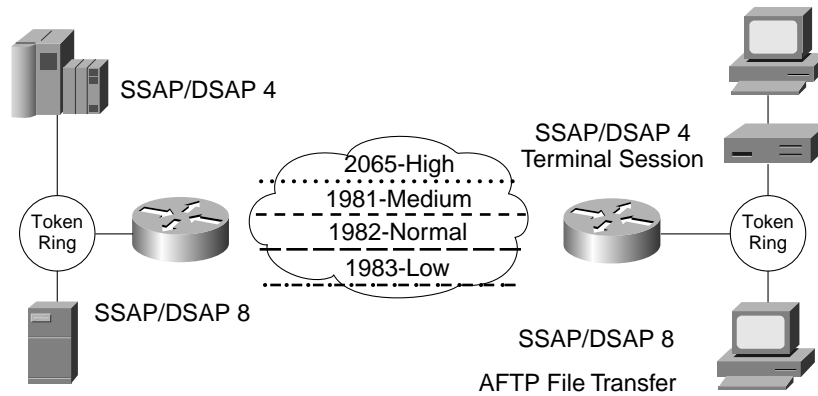 SSAP/DSAP 4
SSAP/DSAP 4
Terminal Session
2065-High
1981-Medium
1982-Normal
1983-Low
Token
Ring
Token
Ring
SSAP/DSAP 8
SSAP/DSAP 8
AFTP File Transfer